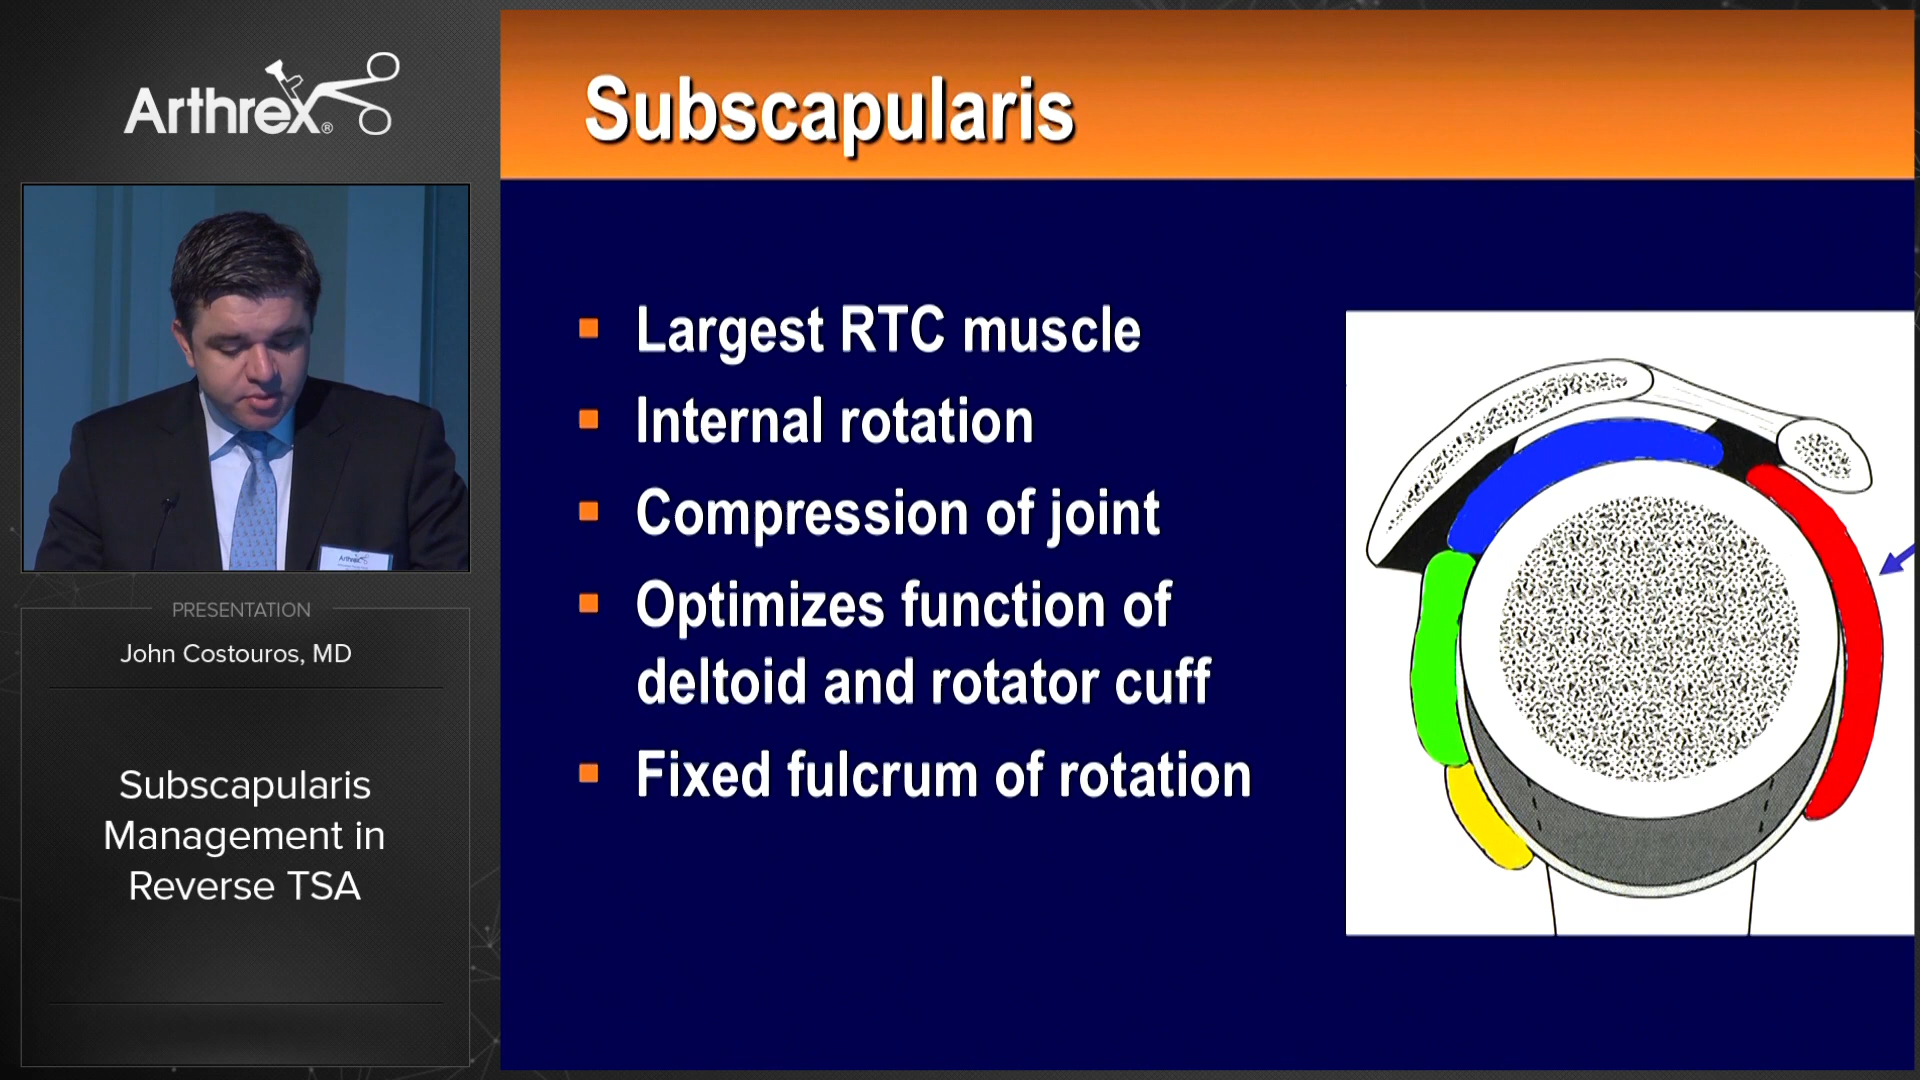 Arthrex®
PRESENTATION
John Costouros, MD
Subscapularis
Management in
Reverse TSA
Subscapularis
Largest RTC muscle
Internal rotation
Compression of joint
Optimizes function of
deltoid and rotator cuff
Fixed fulcrum of rotation
Arthrex